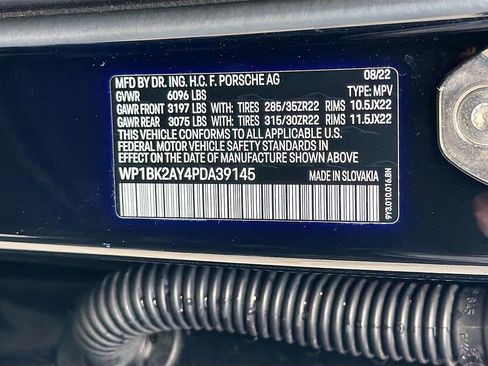 MFD BY DR. ING. H.C. F. PORSCHE AG 08/22
GVWR 6096 LBS TYPE: MPV
GAWR FRONT 3197 LBS WITH: TIRES 285/35ZR22 RIMS 10.5JX22
GAWR REAR 3075 LBS WITH: TIRES 315/30ZR22 RIMS 11.5JX22
THIS VEHICLE CONFORMS TO ALL APPLICABLE U.S.
FEDERAL MOTOR VEHICLE SAFETY STANDARDS IN
EFFECT ON THE DATE OF MANUFACTURE SHOWN ABOVE
WP1BK2AY4PDA39145 MADE IN SLOVAKIA
9Y3.010.016.BN